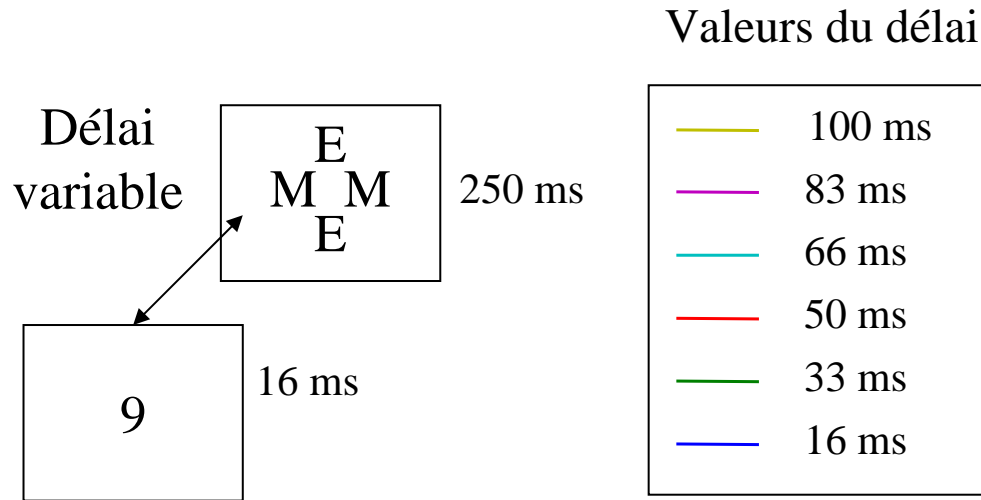 Valeurs du délai
Délai
variable
E
M M
E
250 ms
9
16 ms
100 ms
83 ms
66 ms
50 ms
33 ms
16 ms